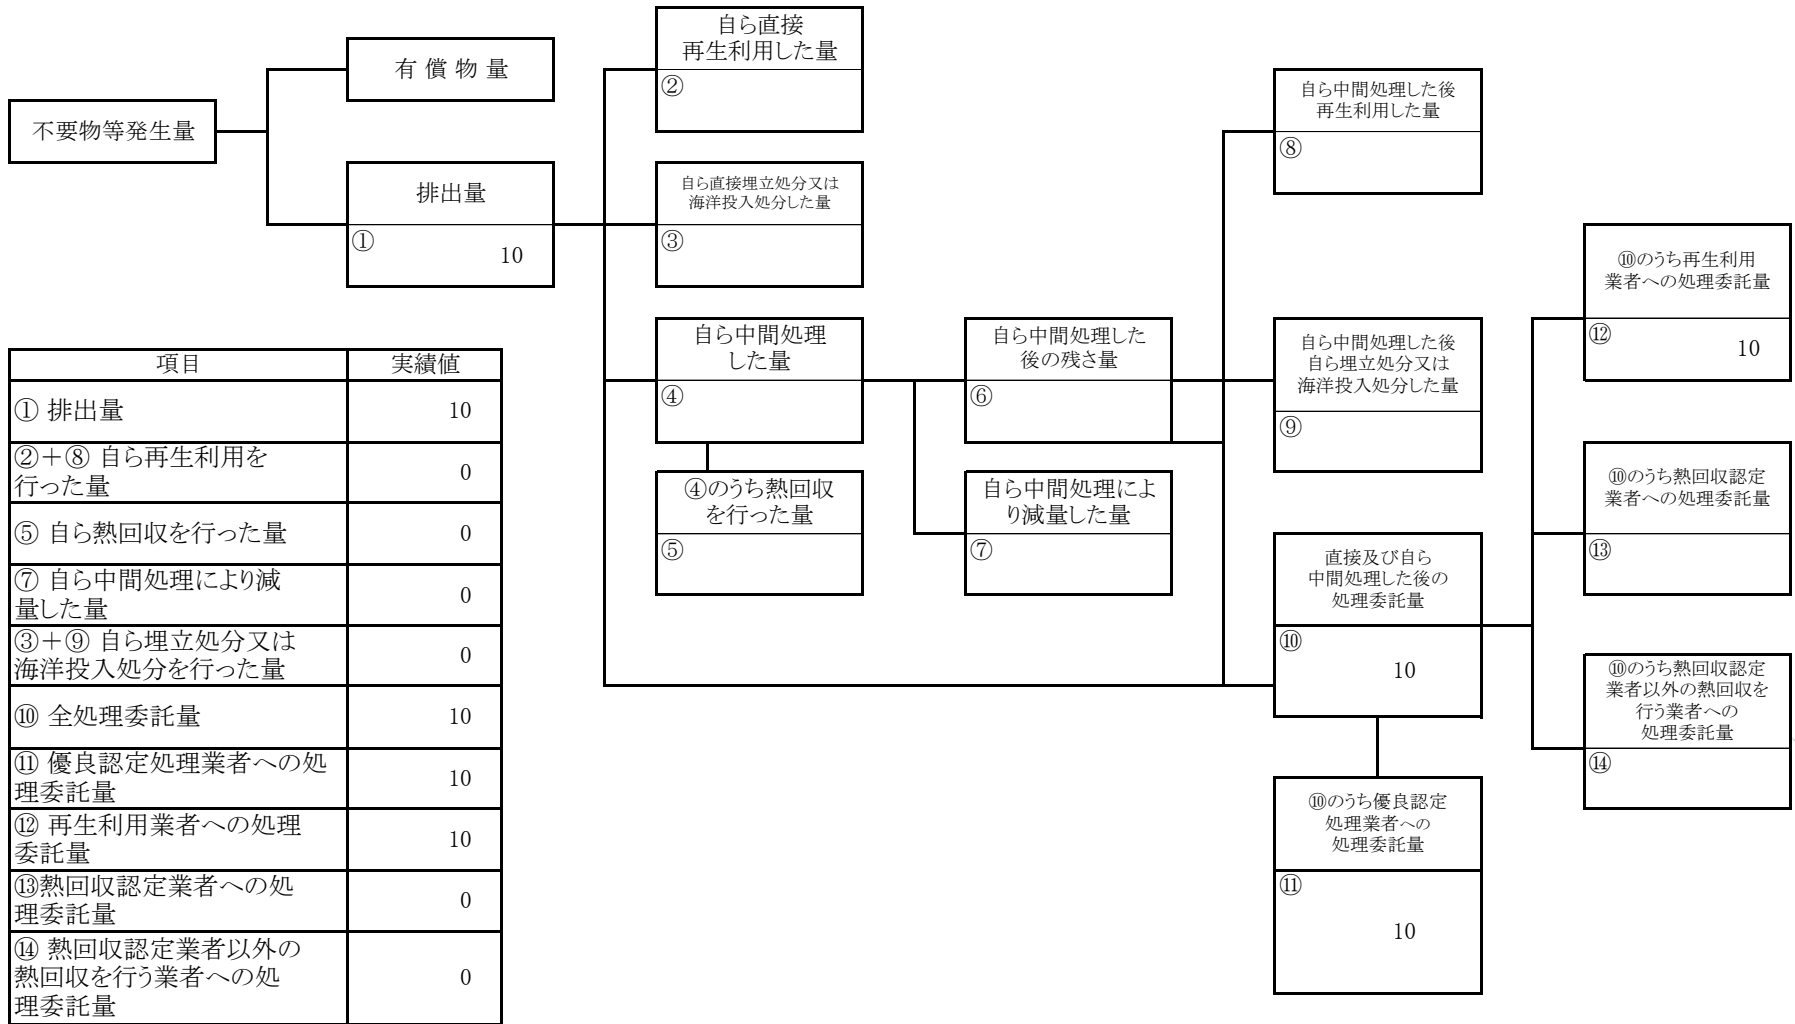 不要物等発生量
有 償 物 量
排出量
①
10
自ら直接
再生利用した量
②
自ら直接埋立処分又は
海洋投入処分した量
③
自ら中間処理
した量
④
④のうち熱回収
を行った量
⑤
自ら中間処理した
後の残さ量
⑥
自ら中間処理によ
り減量した量
⑦
自ら中間処理した後
再生利用した量
⑧
自ら中間処理した後
自ら埋立処分又は
海洋投入処分した量
⑨
直接及び自ら
中間処理した後の
処理委託量
⑩
10
⑩のうち優良認定
処理業者への
処理委託量
⑪
10
⑩のうち再生利用
業者への処理委託量
⑫
10
⑩のうち熱回収認定
業者への処理委託量
⑬
⑩のうち熱回収認定
業者以外の熱回収を
行う業者への
処理委託量
⑭
項目 実績値
① 排出量 10
②＋⑧ 自ら再生利用を
行った量 0
⑤ 自ら熱回収を行った量 0
⑦ 自ら中間処理により減
量した量 0
③＋⑨ 自ら埋立処分又は
海洋投入処分を行った量 0
⑩ 全処理委託量 10
⑪ 優良認定処理業者への処
理委託量 10
⑫ 再生利用業者への処理
委託量 10
⑬熱回収認定業者への処
理委託量 0
⑭ 熱回収認定業者以外の
熱回収を行う業者への処
理委託量 0